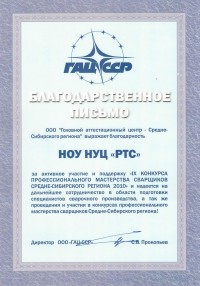 ГАЦ ССР
БЛАГОДАРСТВЕННОЕ
ПИСЬМО
ООО "Головной аттестационный центр - Средне-
Сибирского региона" выражает благодарность
НОУ НУЦ «РТС»
за активное участие и поддержку «IX КОНКУРСА
ПРОФЕССИОНАЛЬНОГО МАСТЕРСТВА СВАРЩИКОВ
СРЕДНЕ-СИБИРСКОГО РЕГИОНА 2010» и надеется на
дальнейшее сотрудничество в области подготовки
специалистов сварочного производства, а так же
проведения и участия в конкурсах профессионального
мастерства сварщиков Средне-Сибирского региона!
Директор ООО «ГАЦ ССР» С.В. Прокопьев